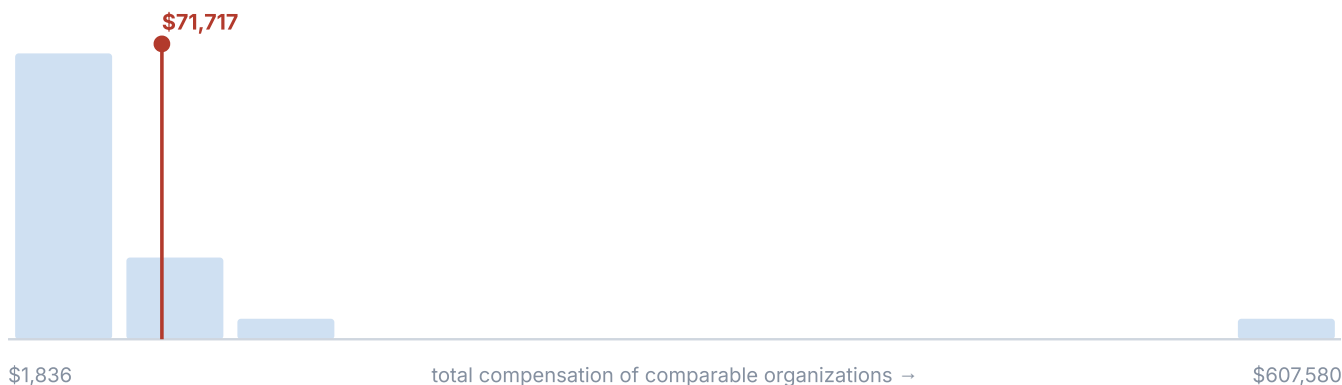 $71,717
$1,836
total compensation of comparable organizations →
$607,580